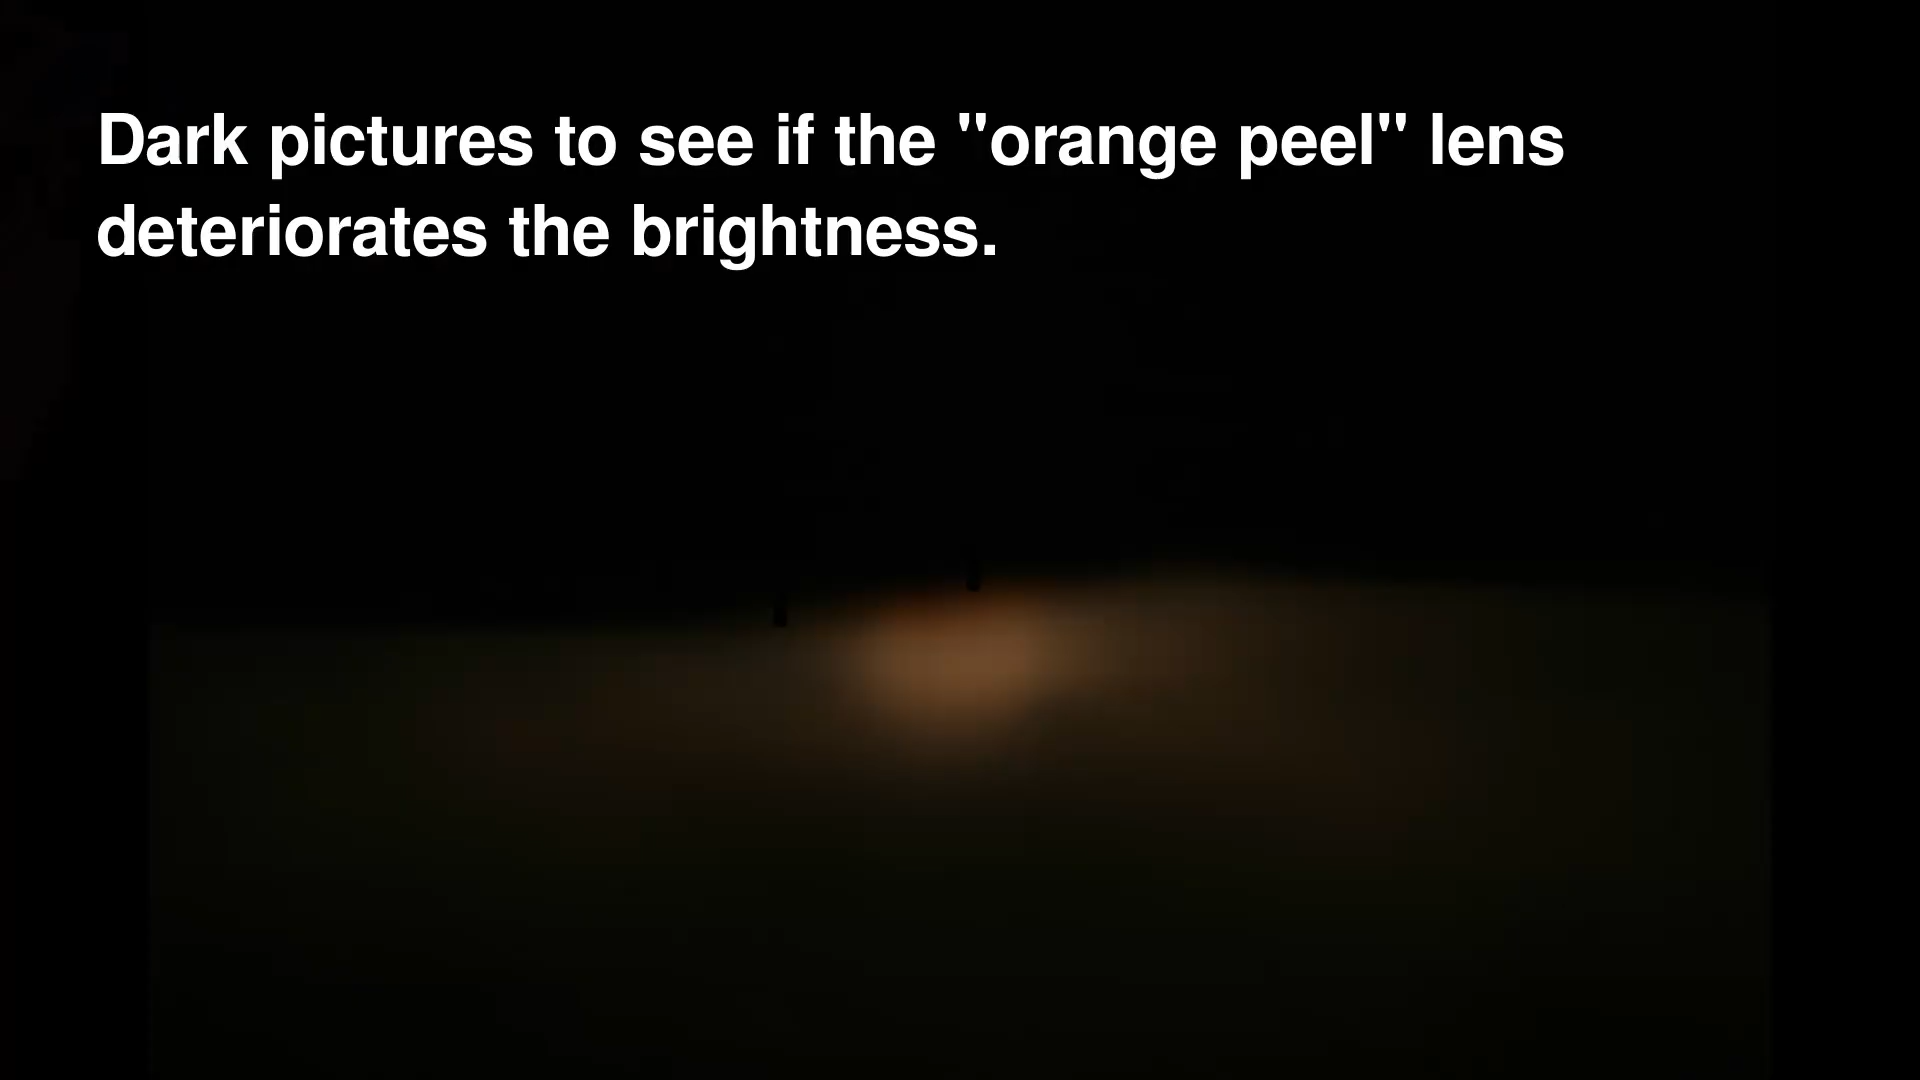 Dark pictures to see if the "orange peel" lens
deteriorates the brightness.